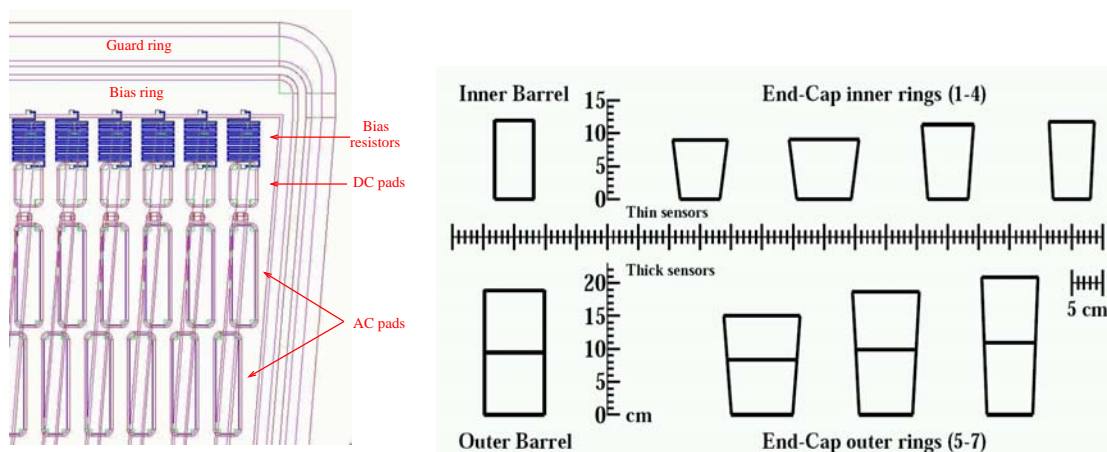 Guard ring
Bias ring
Bias
resistors
DC pads
AC pads
Inner Barrel
15
End-Cap inner rings (1-4)
10
5
0
Thin sensors
Thick sensors
20
15
10
5
0
cm
5 cm
Outer Barrel
End-Cap outer rings (5-7)